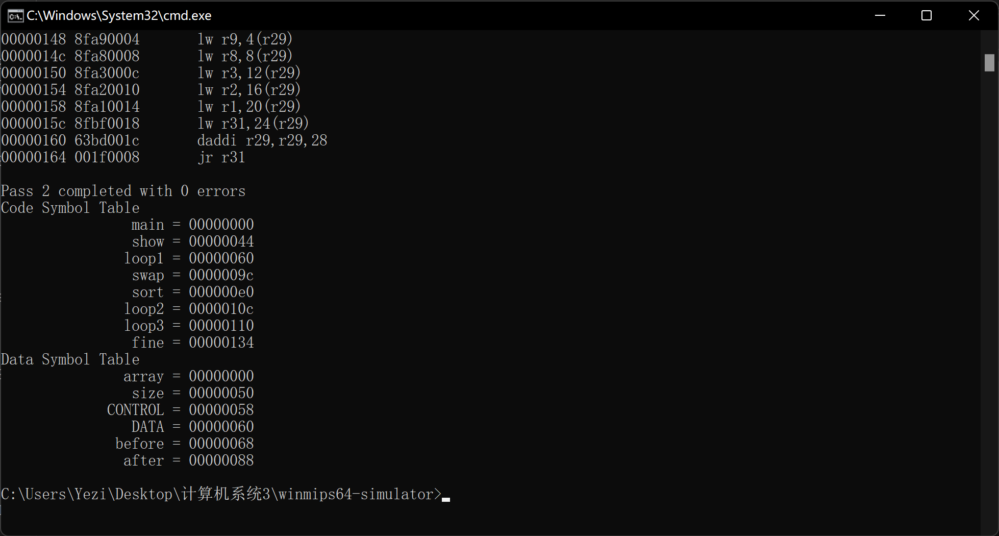 C:\Windows\System32\cmd.exe
00000148 8fa90004 lw r9,4(r29)
0000014c 8fa80008 lw r8,8(r29)
00000150 8fa3000c lw r3,12(r29)
00000154 8fa20010 lw r2,16(r29)
00000158 8fa10014 lw r1,20(r29)
0000015c 8fbf0018 lw r31,24(r29)
00000160 63bd001c daddi r29,r29,28
00000164 001f0008 jr r31
Pass 2 completed with 0 errors
Code Symbol Table
main = 00000000
show = 00000044
loop1 = 00000060
swap = 0000009c
sort = 000000e0
loop2 = 0000010c
loop3 = 00000110
fine = 00000134
Data Symbol Table
array = 00000000
size = 00000050
CONTROL = 00000058
DATA = 00000060
before = 00000068
after = 00000088
C:\Users\Yezi\Desktop\计算机系统3\winmips64-simulator>